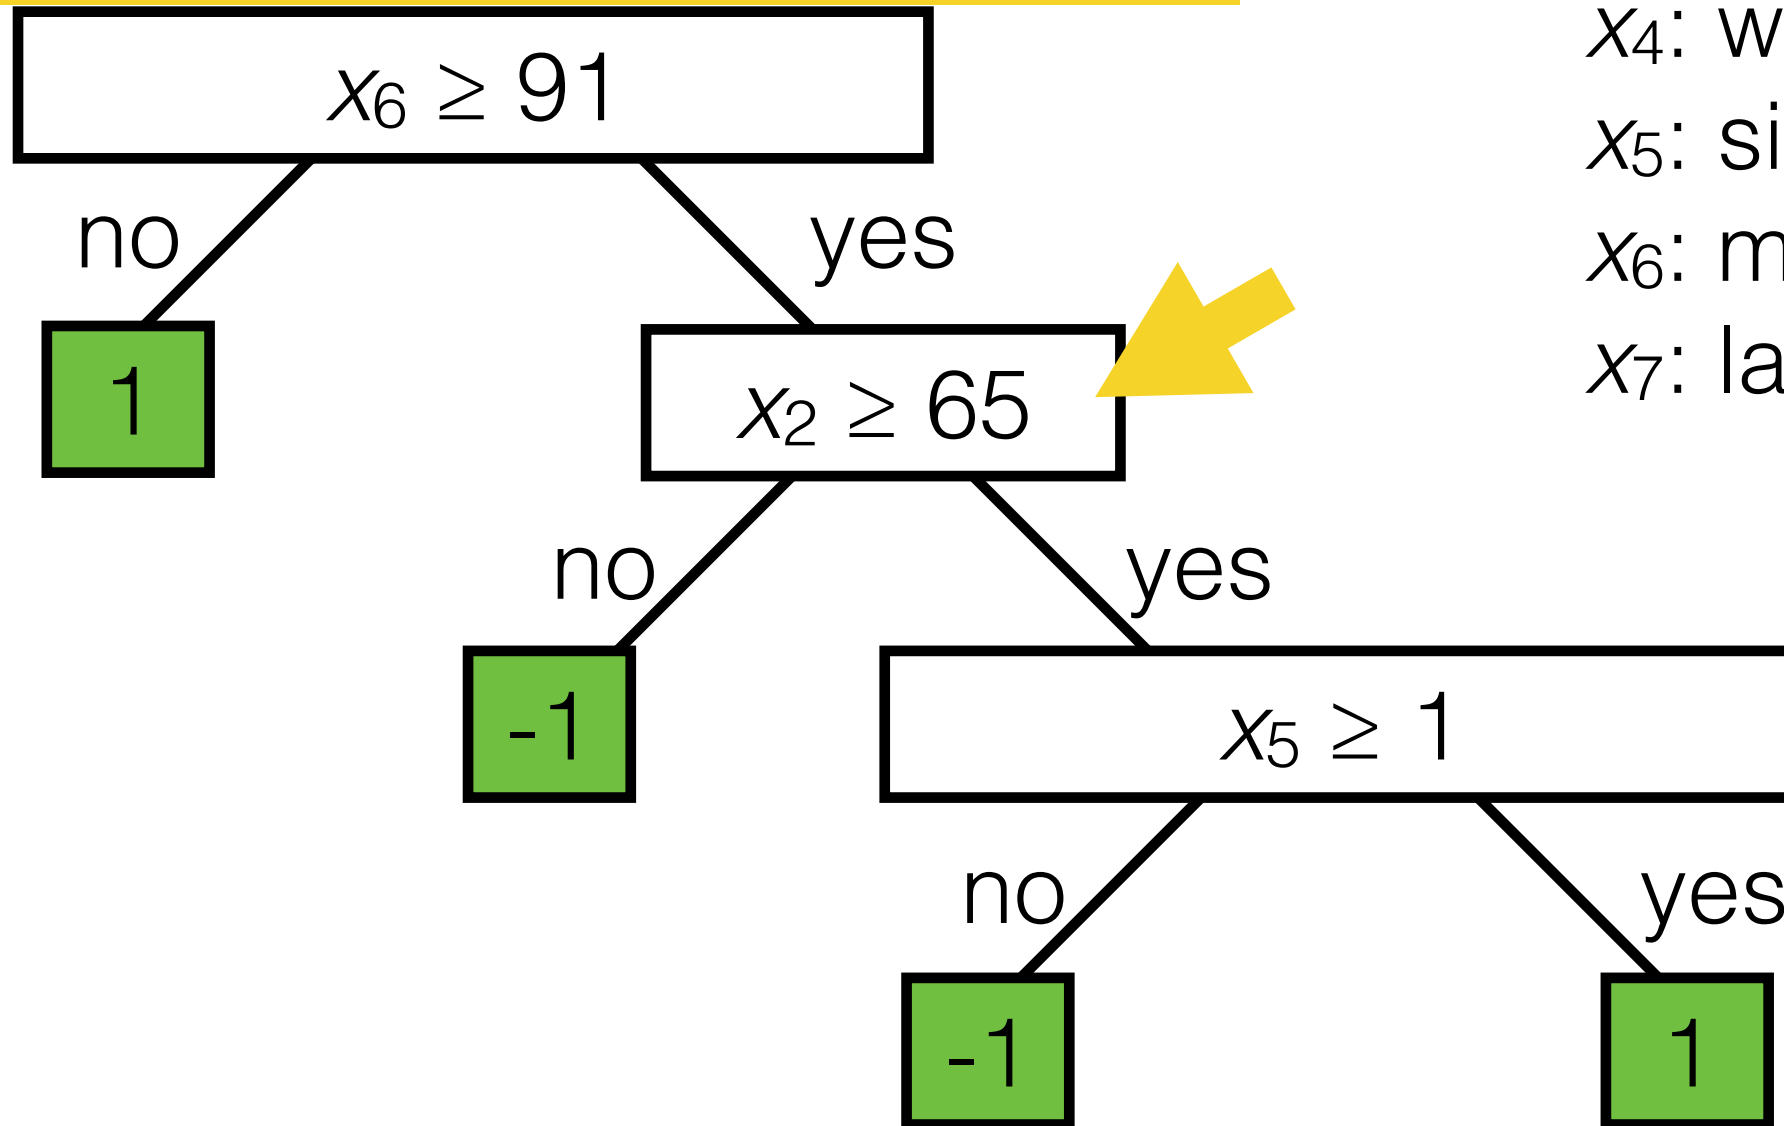 x₆ ≥ 91
x₄:
x₅:
x₆:
x₇:
no
yes
1
x₂ ≥ 65
no
yes
-1
x₅ ≥ 1
no
yes
-1
1